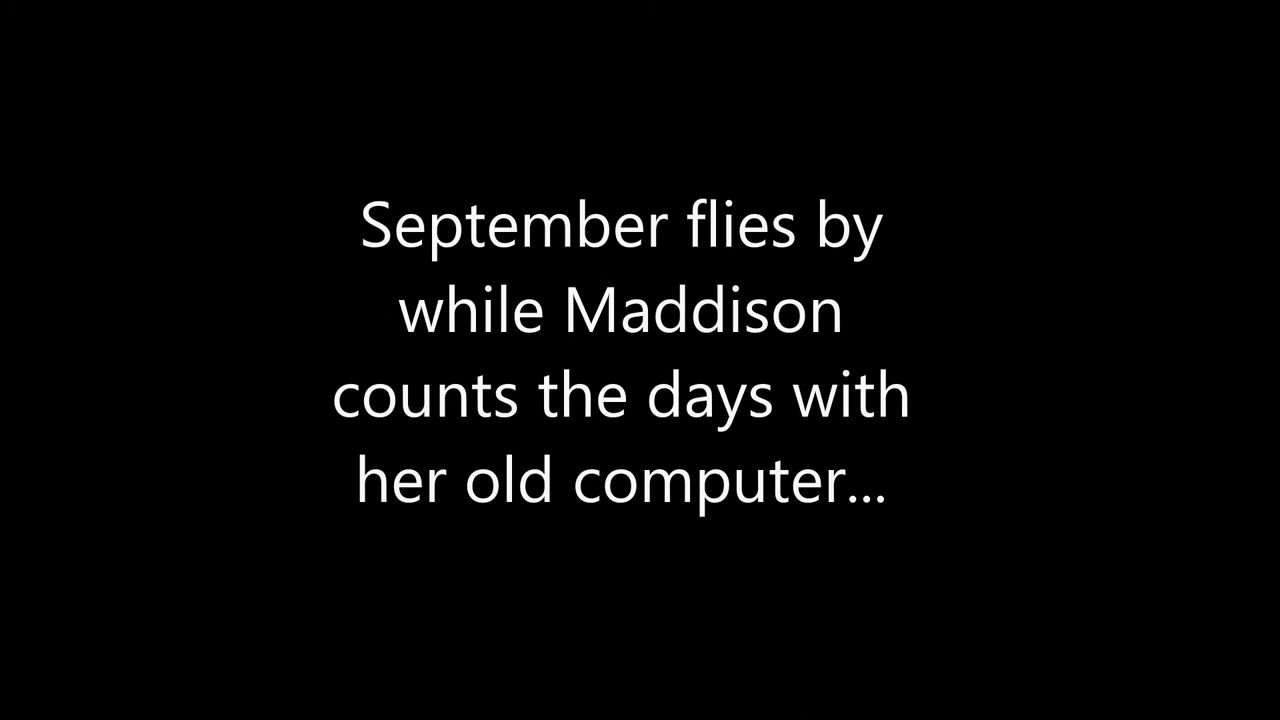 September flies by
while Maddison
counts the days with
her old computer...